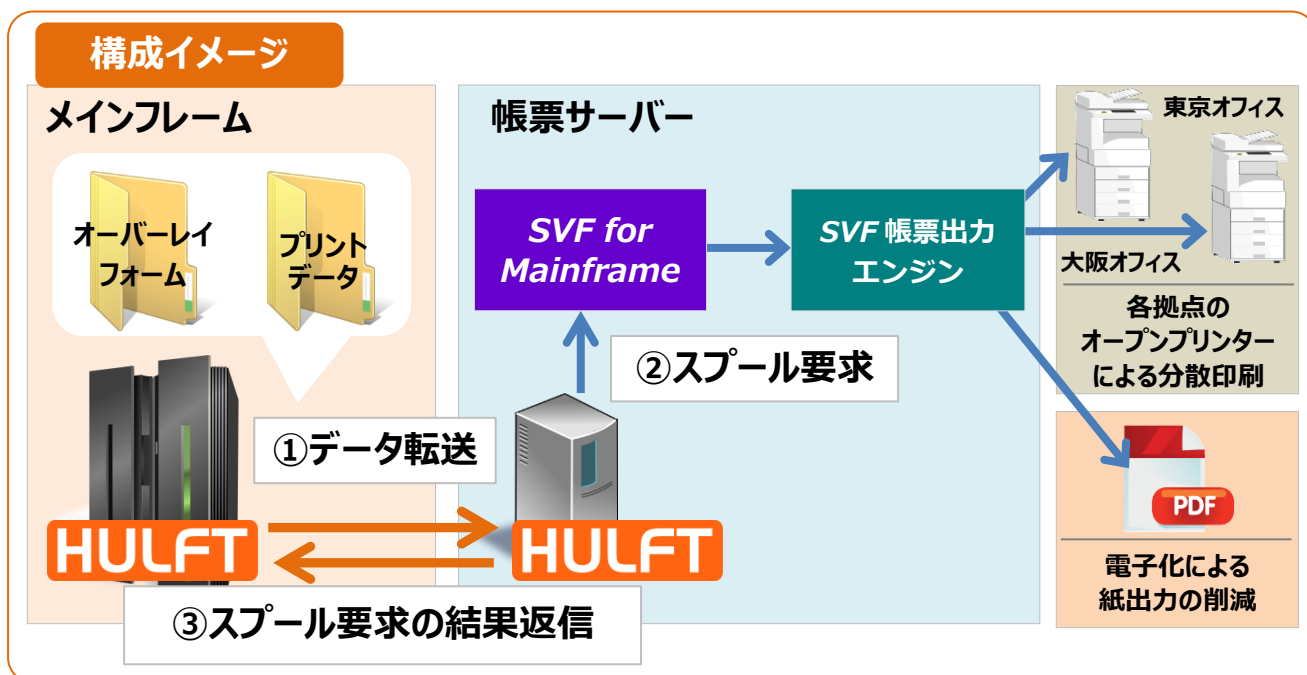 構成イメージ
メインフレーム
オーバーレイ
フォーム
プリント
データ
①データ転送
HULFT
HULFT
③スプール要求の結果返信
帳票サーバー
SVF for
Mainframe
SVF 帳票出力
エンジン
②スプール要求
東京オフィス
大阪オフィス
各拠点の
オープンプリンター
による分散印刷
PDF
電子化による
紙出力の削減